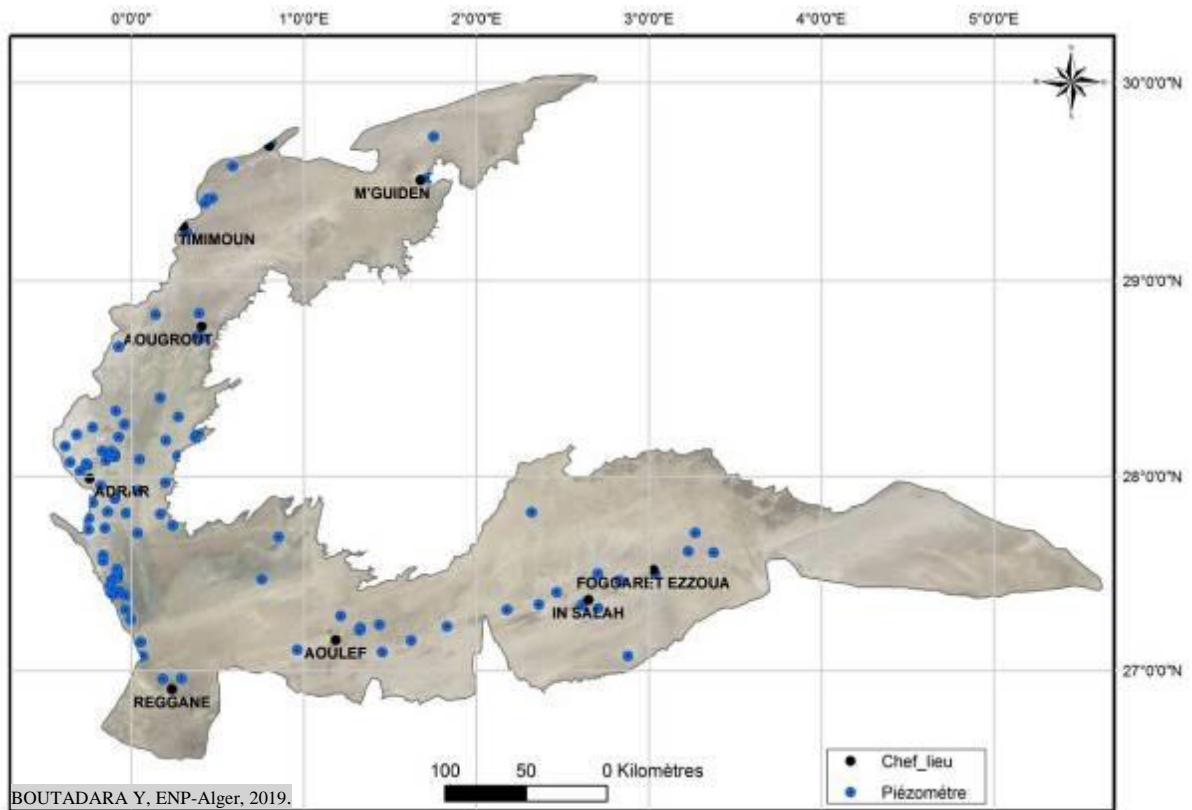 0°0'0"E 1°0'0"E 2°0'0"E 3°0'0"E 4°0'0"E 5°0'0"E
30°0'0"N
M'GUIDEN
TIMIMOUN
29°0'0"N
AOUGROUT
28°0'0"N
ADRAR
FOGGARET EZZOUA
IN SALAH
AOULEF
27°0'0"N
REGGANE
100 50 0 Kilomètres
Chef_lieu
Piézométre
BOUTADARA Y, ENP-Alger, 2019.